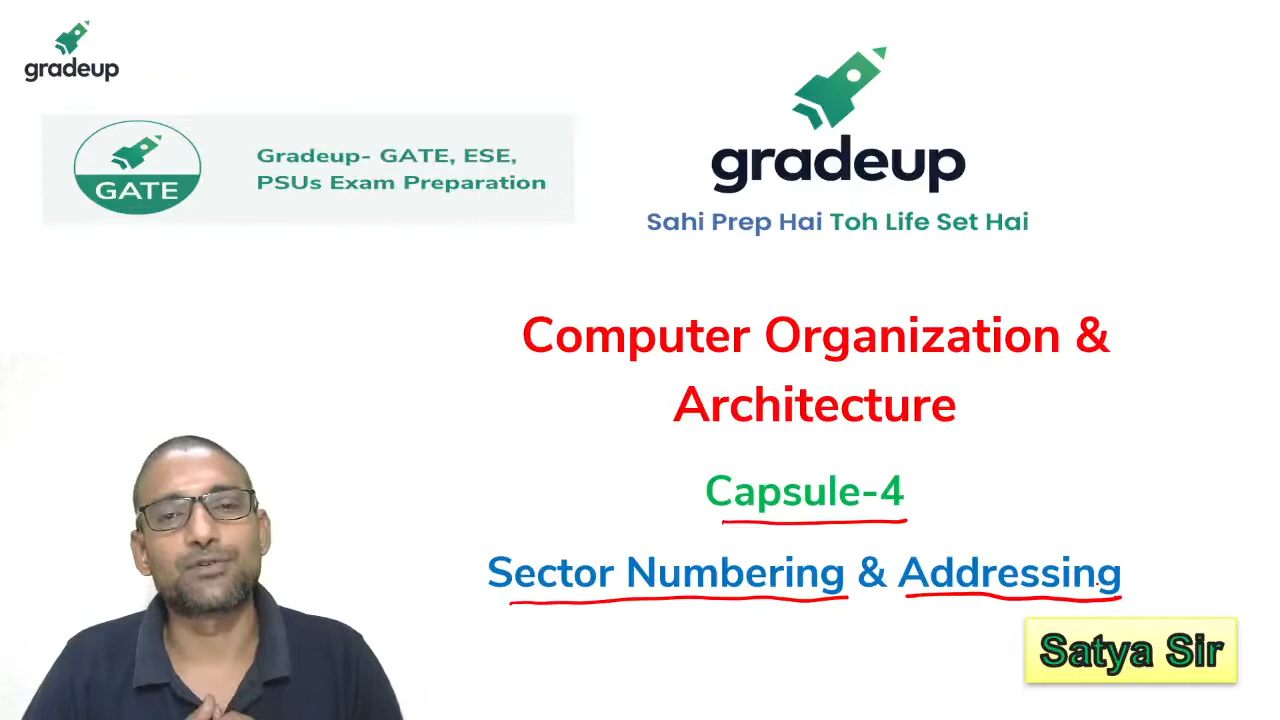 gradeup
GATE
Gradeup- GATE, ESE,
PSUs Exam Preparation
gradeup
Sahi Prep Hai Toh Life Set Hai
Computer Organization &
Architecture
Capsule-4
Sector Numbering & Addressing
Satya Sir